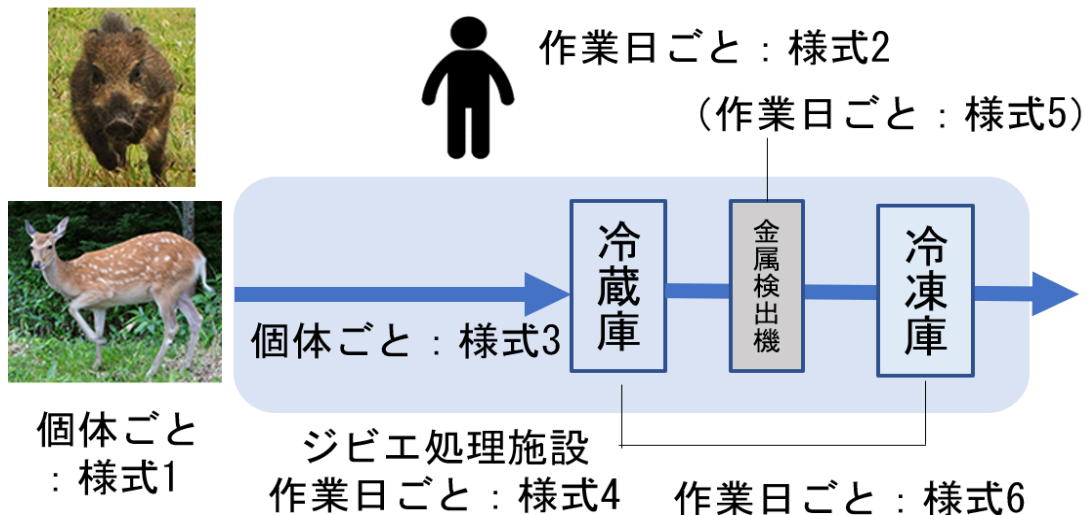 作業日ごと：様式2
（作業日ごと：様式5）
冷蔵庫
金属検出機
冷凍庫
個体ごと：様式3
個体ごと
：様式1
ジビエ処理施設
作業日ごと：様式4
作業日ごと：様式6